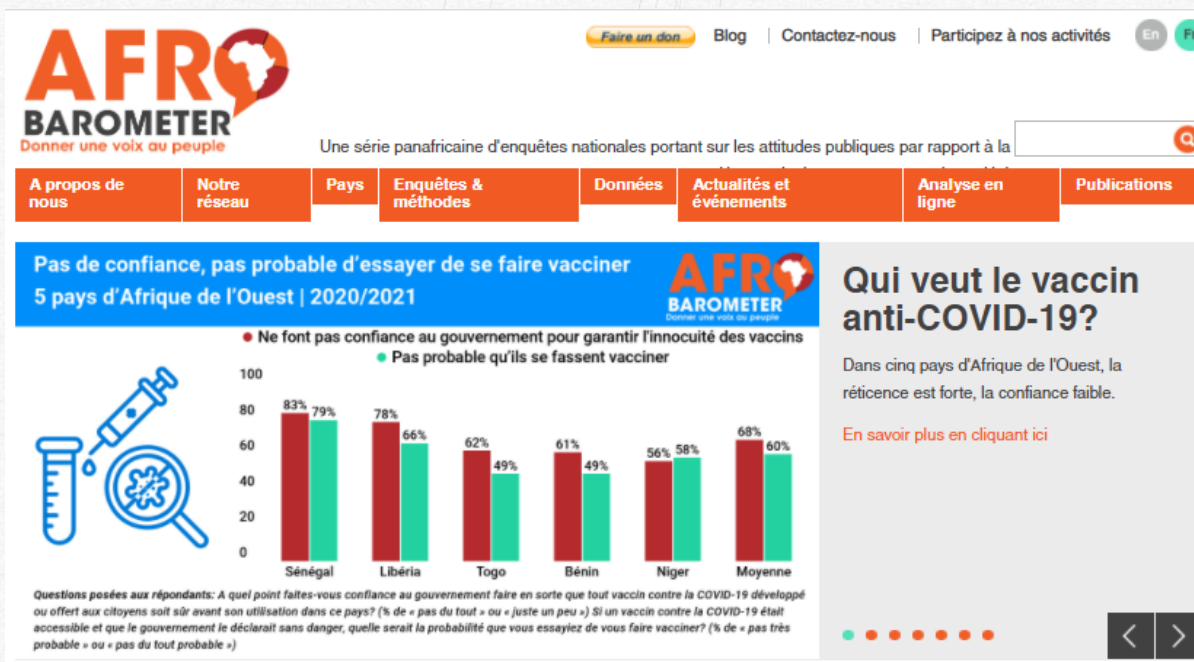 AFRO
BAROMETER
Donner une voix au peuple
Faire un don
Blog | Contactez-nous | Participez à nos activités
En
Une série panafricaine d'enquêtes nationales portant sur les attitudes publiques par rapport à la
A propos de nous
Notre réseau
Pays
Enquêtes & méthodes
Données
Actualités et événements
Analyse en ligne
Publications
Pas de confiance, pas probable d'essayer de se faire vacciner
5 pays d'Afrique de l'Ouest | 2020/2021
AFRO
BAROMETER
Donner une voix au peuple
Ne font pas confiance au gouvernement pour garantir l'innocuité des vaccins
Pas probable qu'ils se fassent vacciner
100
80
60
40
20
0
83% 79%
78% 66%
62% 49%
61% 49%
56% 58%
68% 60%
Sénégal Libéria Togo Bénin Niger Moyenne
Questions posées aux répondants: A quel point faites-vous confiance au gouvernement faire en sorte que tout vaccin contre la COVID-19 développé
ou offert aux citoyens soit sûr avant son utilisation dans ce pays? (% de « pas du tout » ou « juste un peu ») Si un vaccin contre la COVID-19 était
accessible et que le gouvernement le déclarait sans danger, quelle serait la probabilité que vous essayiez de vous faire vacciner? (% de « pas très
probable » ou « pas du tout probable »)
Qui veut le vaccin
anti-COVID-19?
Dans cinq pays d'Afrique de l'Ouest, la
réticence est forte, la confiance faible.
En savoir plus en cliquant ici